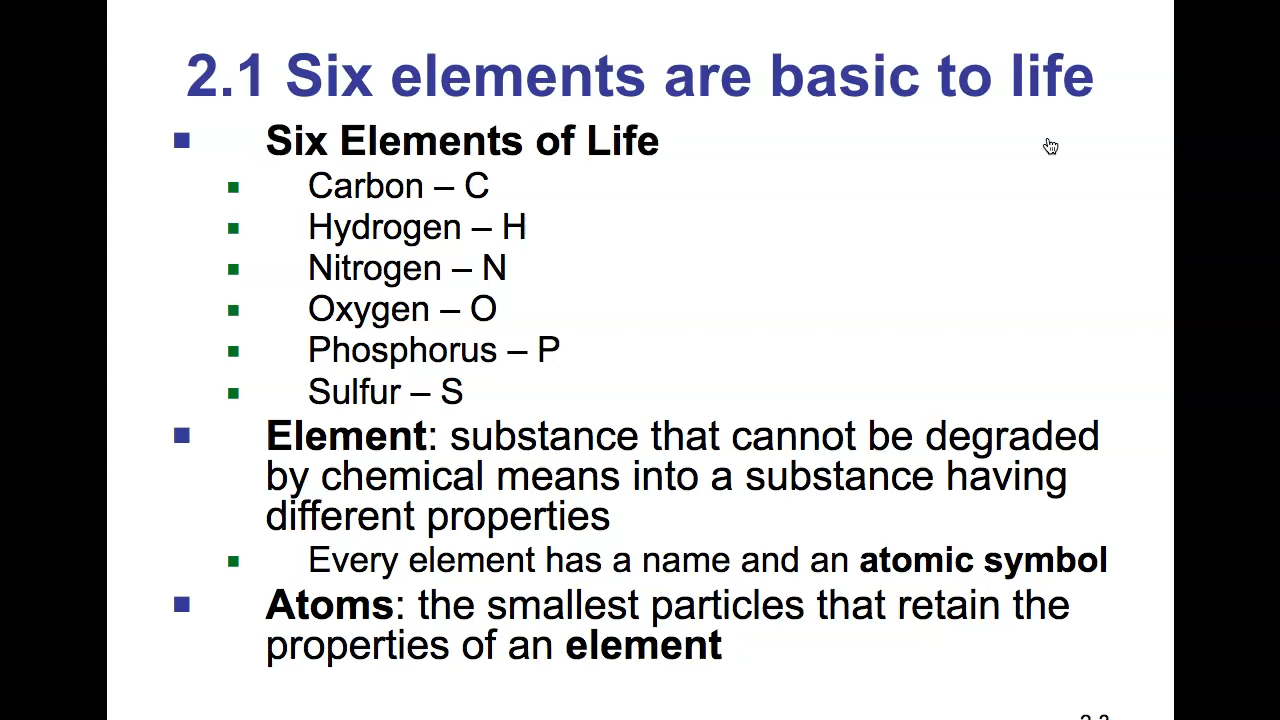 2.1 Six elements are basic to life
Six Elements of Life
Carbon – C
Hydrogen – H
Nitrogen – N
Oxygen – O
Phosphorus – P
Sulfur – S
Element: substance that cannot be degraded
by chemical means into a substance having
different properties
Every element has a name and an atomic symbol
Atoms: the smallest particles that retain the
properties of an element